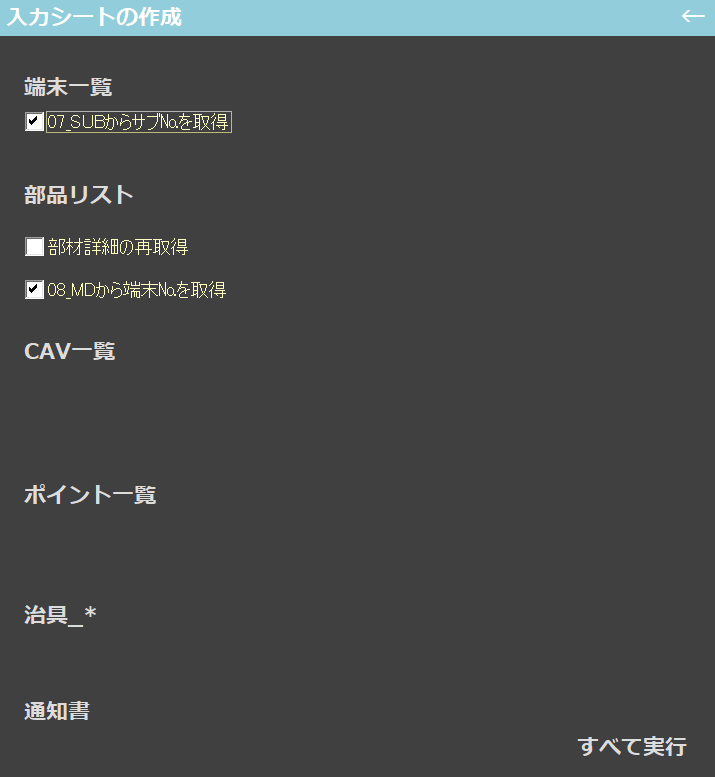 入力シートの作成 ←
端末一覧
07_SUBからサブNo.を取得
部品リスト
部材詳細の再取得
08_MDから端末No.を取得
CAV一覧
ポイント一覧
治具_*
通知書
すべて実行